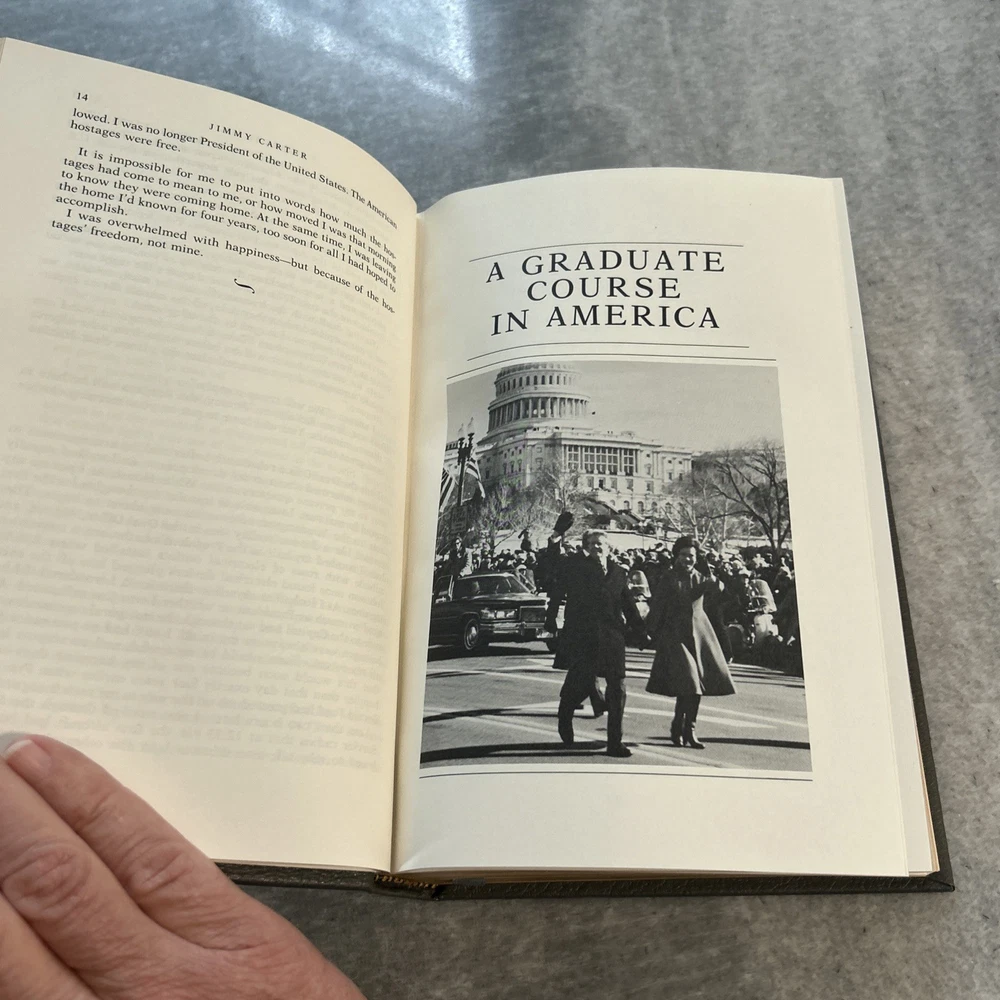 14
JIMMY CARTER
lowed. I was no longer President of the United States. The American
hostages were free.
It is impossible for me to put into words how much the hos-
tages had come to mean to me, or how moved I was that morning
to know they were coming home. At the same time, I was leaving
the home I'd known for four years, too soon for all I had hoped to
accomplish.
I was overwhelmed with happiness—but because of the hos-
tages' freedom, not mine.
A GRADUATE
COURSE
IN AMERICA